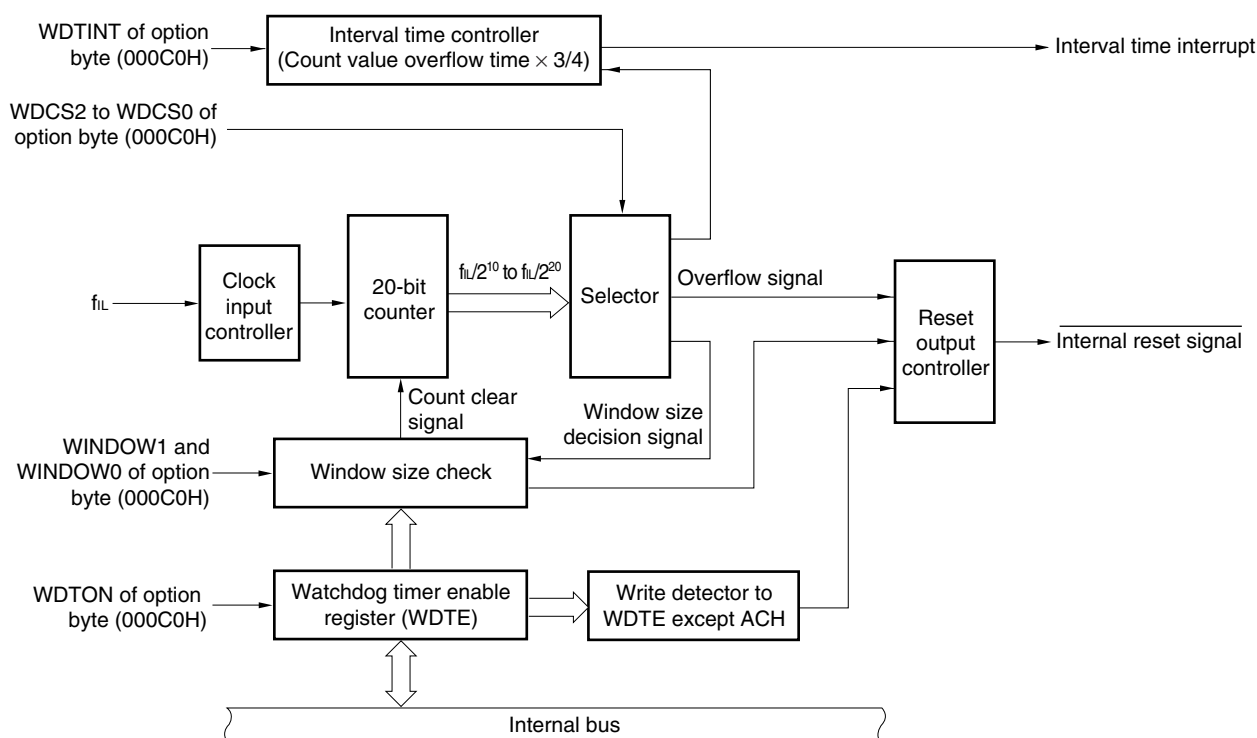 WDTINT of option
byte (000C0H)
Interval time controller
(Count value overflow time × 3/4)
Interval time interrupt
WDCS2 to WDCS0 of
option byte (000C0H)
fIL
Clock
input
controller
20-bit
counter
fIL/2¹⁰ to fIL/2²⁰
Selector
Overflow signal
Reset
output
controller
Internal reset signal
Count clear
signal
Window size
decision signal
WINDOW1 and
WINDOW0 of option
byte (000C0H)
Window size check
WDTON of option
byte (000C0H)
Watchdog timer enable
register (WDTE)
Write detector to
WDTE except ACH
Internal bus